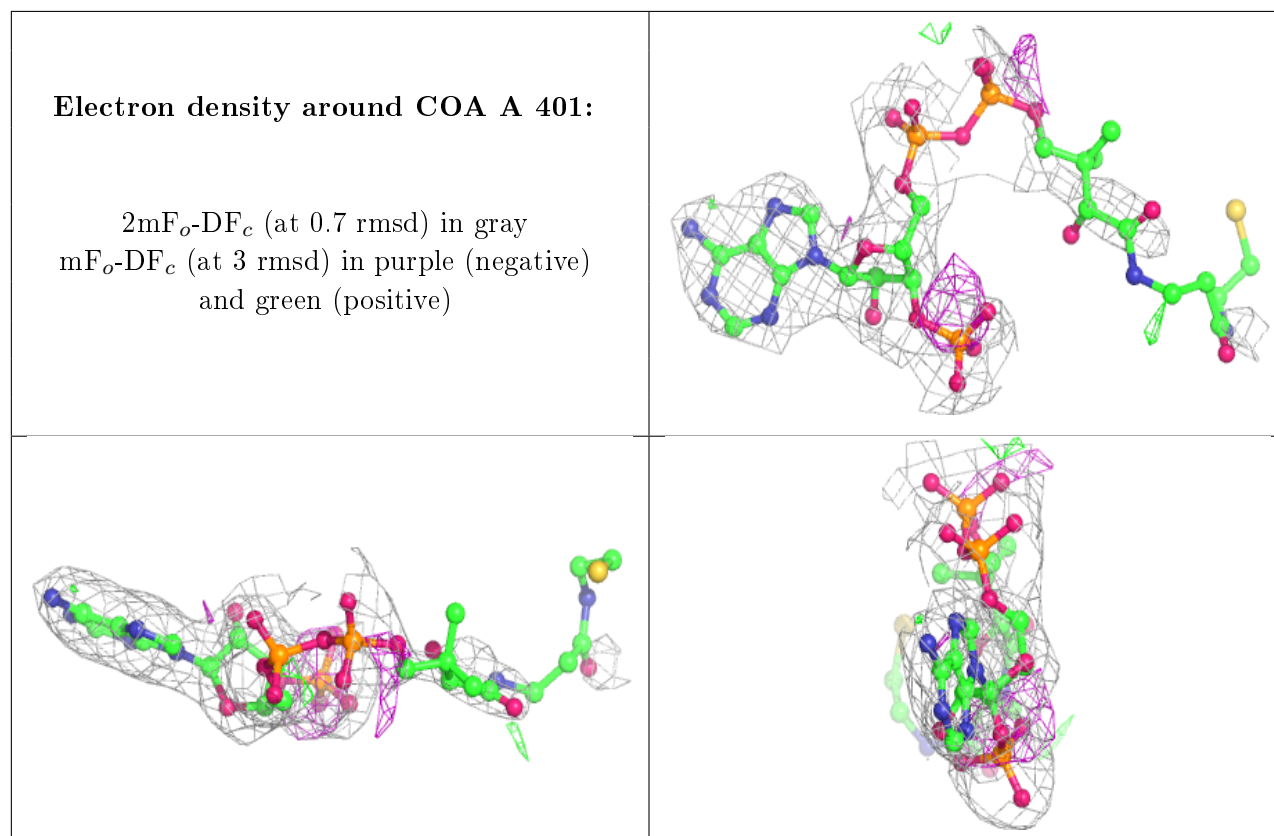 Electron density around COA A 401:
2mFₒ-DF𝒸 (at 0.7 rmsd) in gray
mFₒ-DF𝒸 (at 3 rmsd) in purple (negative)
and green (positive)